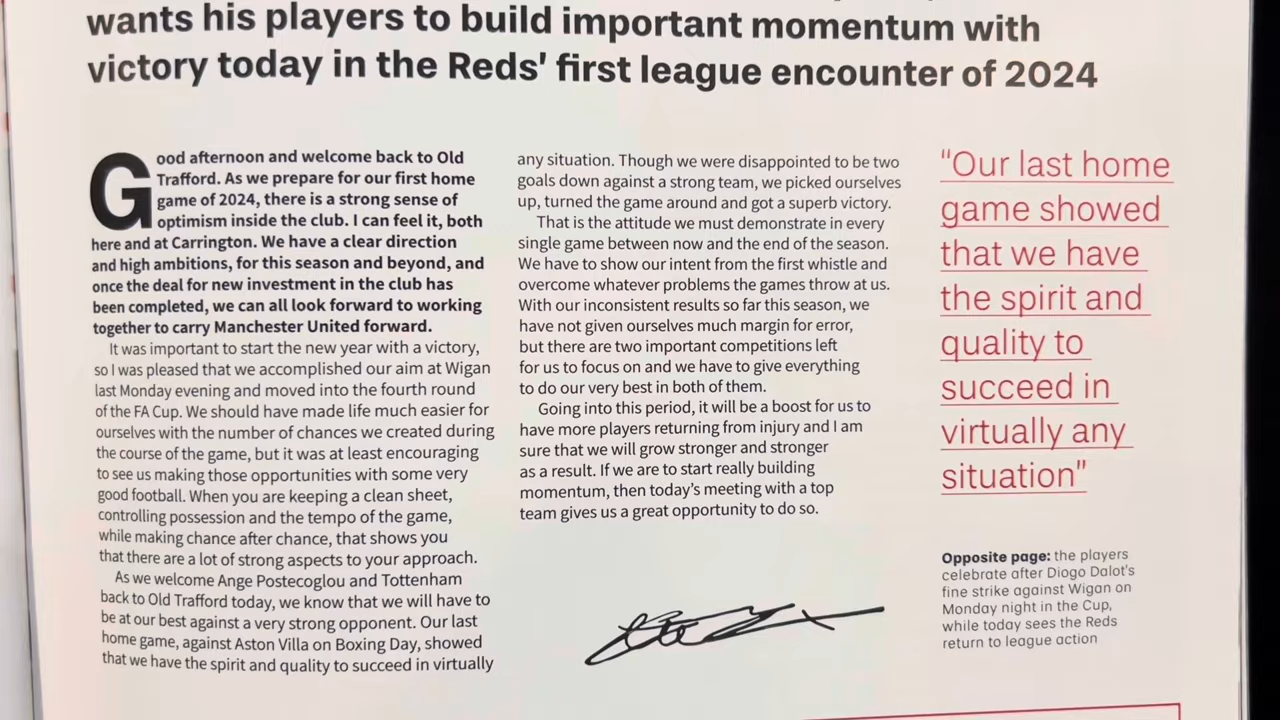 wants his players to build important momentum with
victory today in the Reds' first league encounter of 2024
Good afternoon and welcome back to Old
Trafford. As we prepare for our first home
game of 2024, there is a strong sense of
optimism inside the club. I can feel it, both
here and at Carrington. We have a clear direction
and high ambitions, for this season and beyond, and
once the deal for new investment in the club has
been completed, we can all look forward to working
together to carry Manchester United forward.
It was important to start the new year with a victory,
so I was pleased that we accomplished our aim at Wigan
last Monday evening and moved into the fourth round
of the FA Cup. We should have made life much easier for
ourselves with the number of chances we created during
the course of the game, but it was at least encouraging
to see us making those opportunities with some very
good football. When you are keeping a clean sheet,
controlling possession and the tempo of the game,
while making chance after chance, that shows you
that there are a lot of strong aspects to your approach.
As we welcome Ange Postecoglou and Tottenham
back to Old Trafford today, we know that we will have to
be at our best against a very strong opponent. Our last
home game, against Aston Villa on Boxing Day, showed
that we have the spirit and quality to succeed in virtually
any situation. Though we were disappointed to be two
goals down against a strong team, we picked ourselves
up, turned the game around and got a superb victory.
That is the attitude we must demonstrate in every
single game between now and the end of the season.
We have to show our intent from the first whistle and
overcome whatever problems the games throw at us.
With our inconsistent results so far this season, we
have not given ourselves much margin for error,
but there are two important competitions left
for us to focus on and we have to give everything
to do our very best in both of them.
Going into this period, it will be a boost for us to
have more players returning from injury and I am
sure that we will grow stronger and stronger
as a result. If we are to start really building
momentum, then today's meeting with a top
team gives us a great opportunity to do so.
"Our last home
game showed
that we have
the spirit and
quality to
succeed in
virtually any
situation"
Opposite page: the players
celebrate after Diogo Dalot's
fine strike against Wigan on
Monday night in the Cup,
while today sees the Reds
return to league action